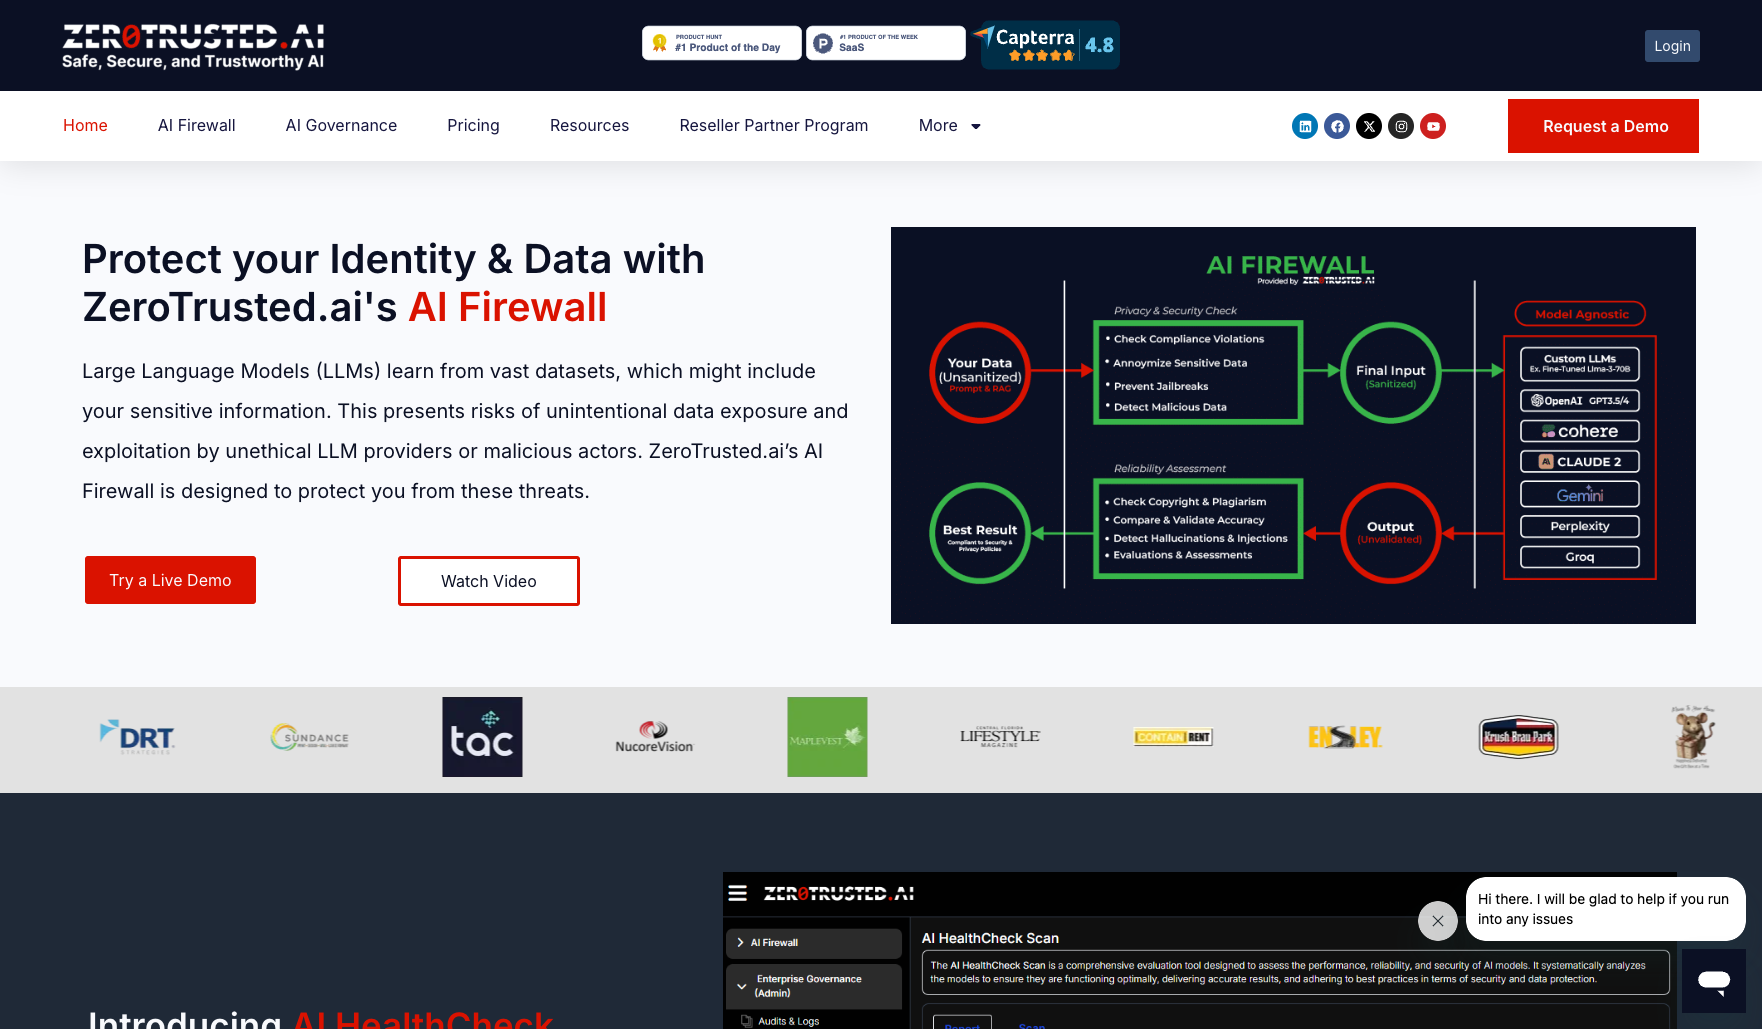 ZER0TRUSTED.AI
Safe, Secure, and Trustworthy AI
PRODUCT HUNT
#1 Product of the Day
#1 PRODUCT OF THE WEEK
SaaS
Capterra 4.8
Login
Home
AI Firewall
AI Governance
Pricing
Resources
Reseller Partner Program
More
Request a Demo
Protect your Identity & Data with
ZeroTrusted.ai's AI Firewall
Large Language Models (LLMs) learn from vast datasets, which might include
your sensitive information. This presents risks of unintentional data exposure and
exploitation by unethical LLM providers or malicious actors. ZeroTrusted.ai’s AI
Firewall is designed to protect you from these threats.
Try a Live Demo
Watch Video
AI FIREWALL
Provided by ZER0TRUSTED.AI
Privacy & Security Check
Your Data
(Unsanitized)
Prompt & RAG
• Check Compliance Violations
• Annoymize Sensitive Data
• Prevent Jailbreaks
• Detect Malicious Data
Final Input
(Sanitized)
Model Agnostic
Custom LLMs
Ex. Fine-Tuned Llma-3-70B
OpenAI GPT3.5/4
cohere
CLAUDE 2
Gemini
Perplexity
Groq
Reliability Assessment
Best Result
Compliant to Security &
Privacy Policies
• Check Copyright & Plagiarism
• Compare & Validate Accuracy
• Detect Hallucinations & Injections
• Evaluations & Assessments
Output
(Unvalidated)
DRT
STRATEGIES
SUNDANCE
tac
NucoreVision
MAPLEVEST
CENTRAL FLORIDA
LIFESTYLE
MAGAZINE
CONTAIN RENT
ENSLEY
Krush Brau Park
Introducing AI HealthCheck
ZER0TRUSTED.AI
AI Firewall
Enterprise Governance
(Admin)
Audits & Logs
AI HealthCheck Scan
The AI HealthCheck Scan is a comprehensive evaluation tool designed to assess the performance, reliability, and security of AI models. It systematically analyzes
the models to ensure they are functioning optimally, delivering accurate results, and adhering to best practices in terms of security and data protection.
Report
Scan
Hi there. I will be glad to help if you run
into any issues